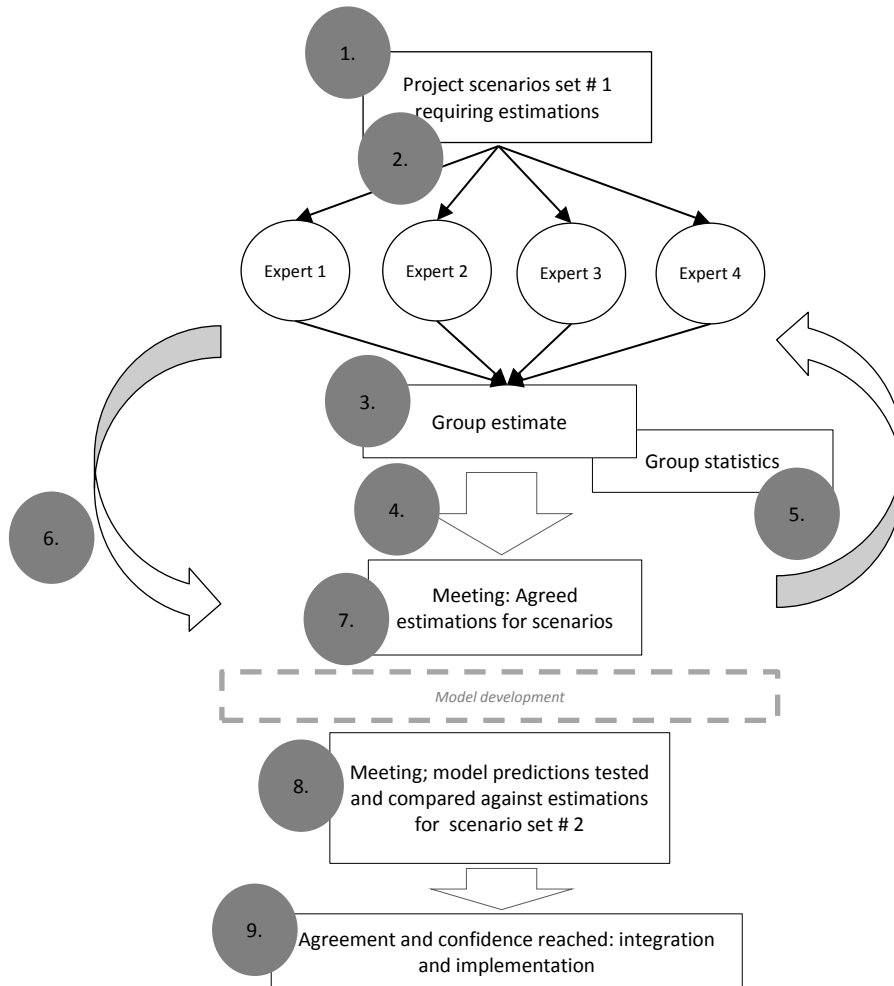 1.
Project scenarios set # 1
requiring estimations
2.
Expert 1
Expert 2
Expert 3
Expert 4
3.
Group estimate
Group statistics
4.
5.
6.
Meeting: Agreed
estimations for scenarios
7.
Model development
Meeting; model predictions tested
and compared against estimations
for scenario set # 2
8.
9.
Agreement and confidence reached: integration
and implementation